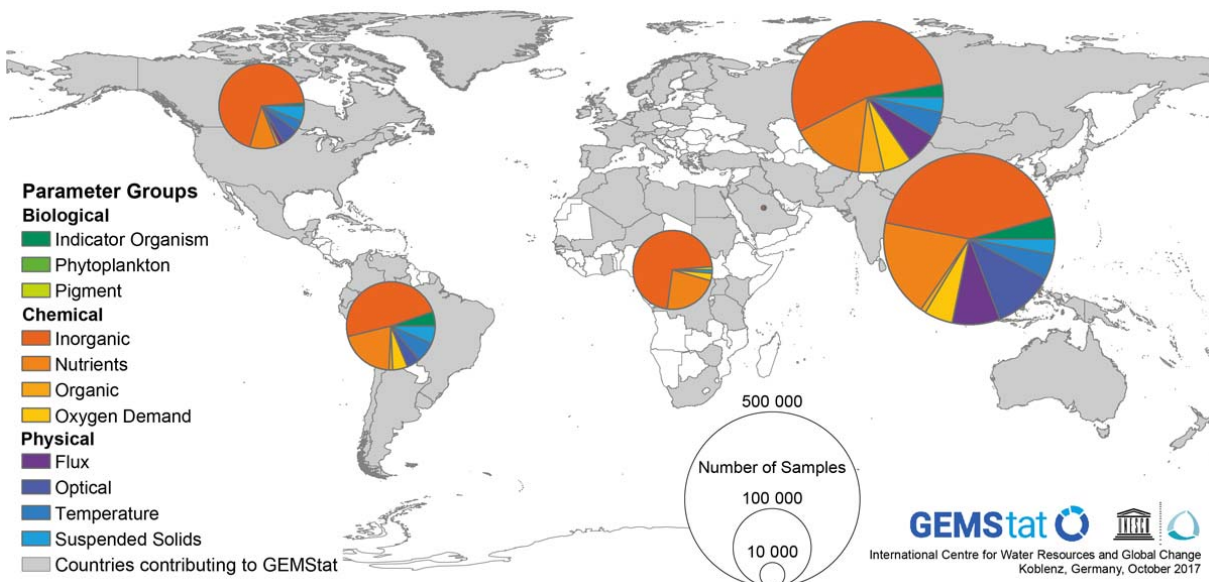 Parameter Groups
Biological
Indicator Organism
Phytoplankton
Pigment
Chemical
Inorganic
Nutrients
Organic
Oxygen Demand
Physical
Flux
Optical
Temperature
Suspended Solids
Countries contributing to GEMStat
500 000
Number of Samples
100 000
10 000
GEMStat
International Centre for Water Resources and Global Change
Koblenz, Germany, October 2017